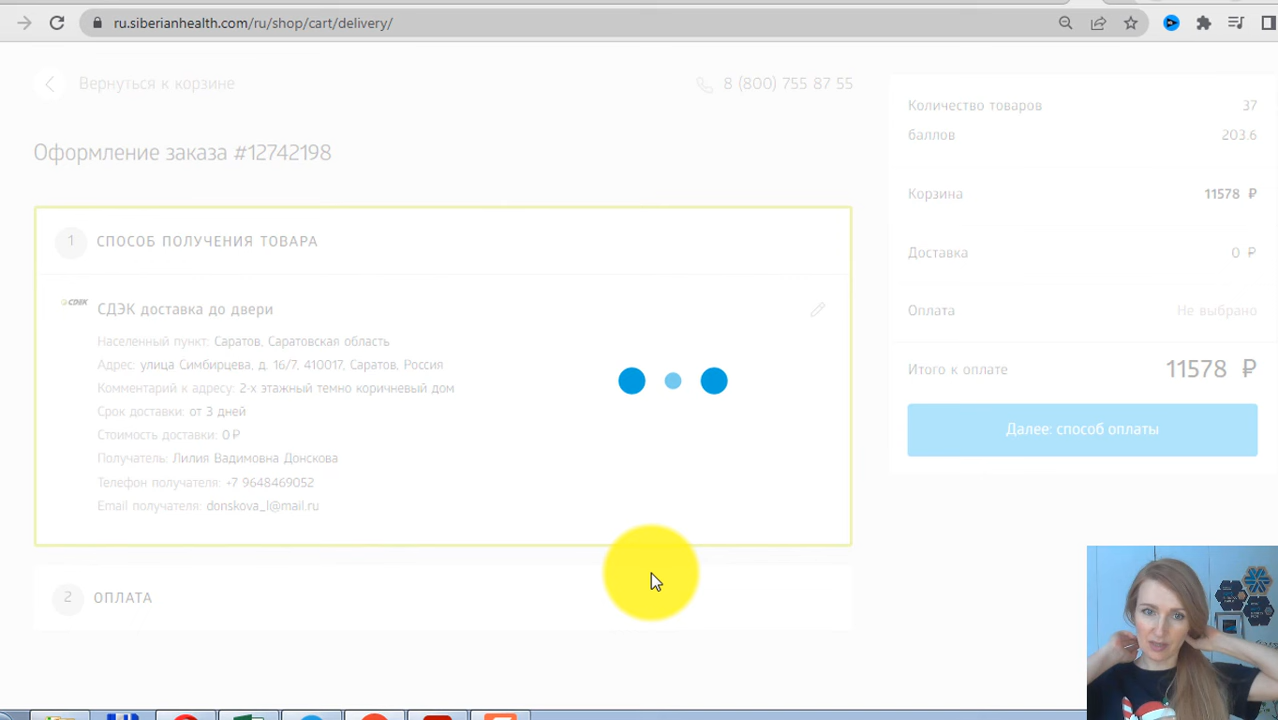 ru.siberianhealth.com/ru/shop/cart/delivery/
Вернуться к корзине
8 (800) 755 87 55
Оформление заказа #12742198
1 СПОСОБ ПОЛУЧЕНИЯ ТОВАРА
CDEK СДЭК доставка до двери
Населенный пункт: Саратов, Саратовская область
Адрес: улица Симбирцева, д. 16/7, 410017, Саратов, Россия
Комментарий к адресу: 2-х этажный темно коричневый дом
Срок доставки: от 3 дней
Стоимость доставки: 0 ₽
Получатель: Лилия Вадимовна Донскова
Телефон получателя: +7 9648469052
Email получателя: donskova_l@mail.ru
2 ОПЛАТА
Количество товаров 37
баллов 203.6
Корзина 11578 ₽
Доставка 0 ₽
Оплата Не выбрано
Итого к оплате 11578 ₽
Далее: способ оплаты